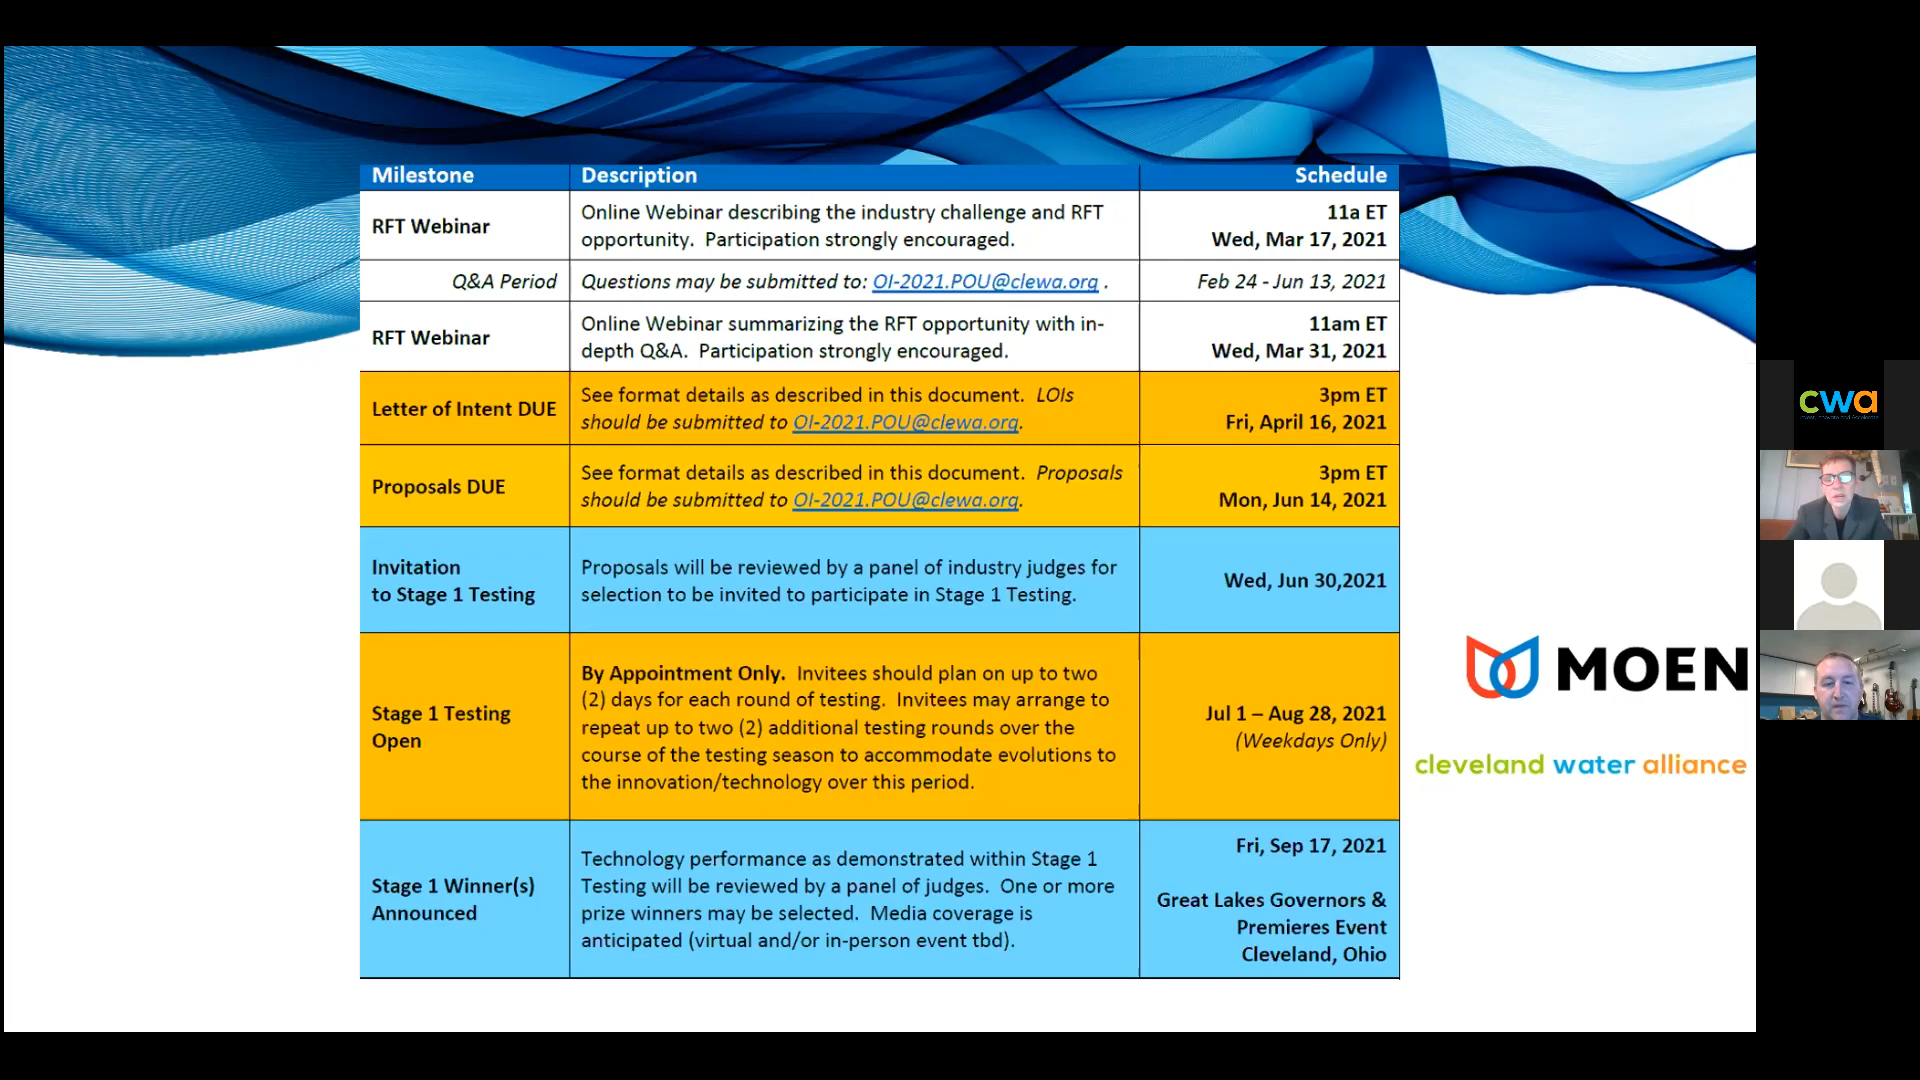 Milestone Description Schedule
RFT Webinar
Online Webinar describing the industry challenge and RFT
opportunity. Participation strongly encouraged.
11a ET
Wed, Mar 17, 2021
Q&A Period
Questions may be submitted to: OI-2021.POU@clewa.org .
Feb 24 - Jun 13, 2021
RFT Webinar
Online Webinar summarizing the RFT opportunity with in-
depth Q&A. Participation strongly encouraged.
11am ET
Wed, Mar 31, 2021
Letter of Intent DUE
See format details as described in this document. LOIs
should be submitted to OI-2021.POU@clewa.org.
3pm ET
Fri, April 16, 2021
Proposals DUE
See format details as described in this document. Proposals
should be submitted to OI-2021.POU@clewa.org.
3pm ET
Mon, Jun 14, 2021
Invitation
to Stage 1 Testing
Proposals will be reviewed by a panel of industry judges for
selection to be invited to participate in Stage 1 Testing.
Wed, Jun 30,2021
Stage 1 Testing
Open
By Appointment Only. Invitees should plan on up to two
(2) days for each round of testing. Invitees may arrange to
repeat up to two (2) additional testing rounds over the
course of the testing season to accommodate evolutions to
the innovation/technology over this period.
Jul 1 – Aug 28, 2021
(Weekdays Only)
Stage 1 Winner(s)
Announced
Technology performance as demonstrated within Stage 1
Testing will be reviewed by a panel of judges. One or more
prize winners may be selected. Media coverage is
anticipated (virtual and/or in-person event tbd).
Fri, Sep 17, 2021
Great Lakes Governors &
Premieres Event
Cleveland, Ohio
MOEN
cleveland water alliance
cwa